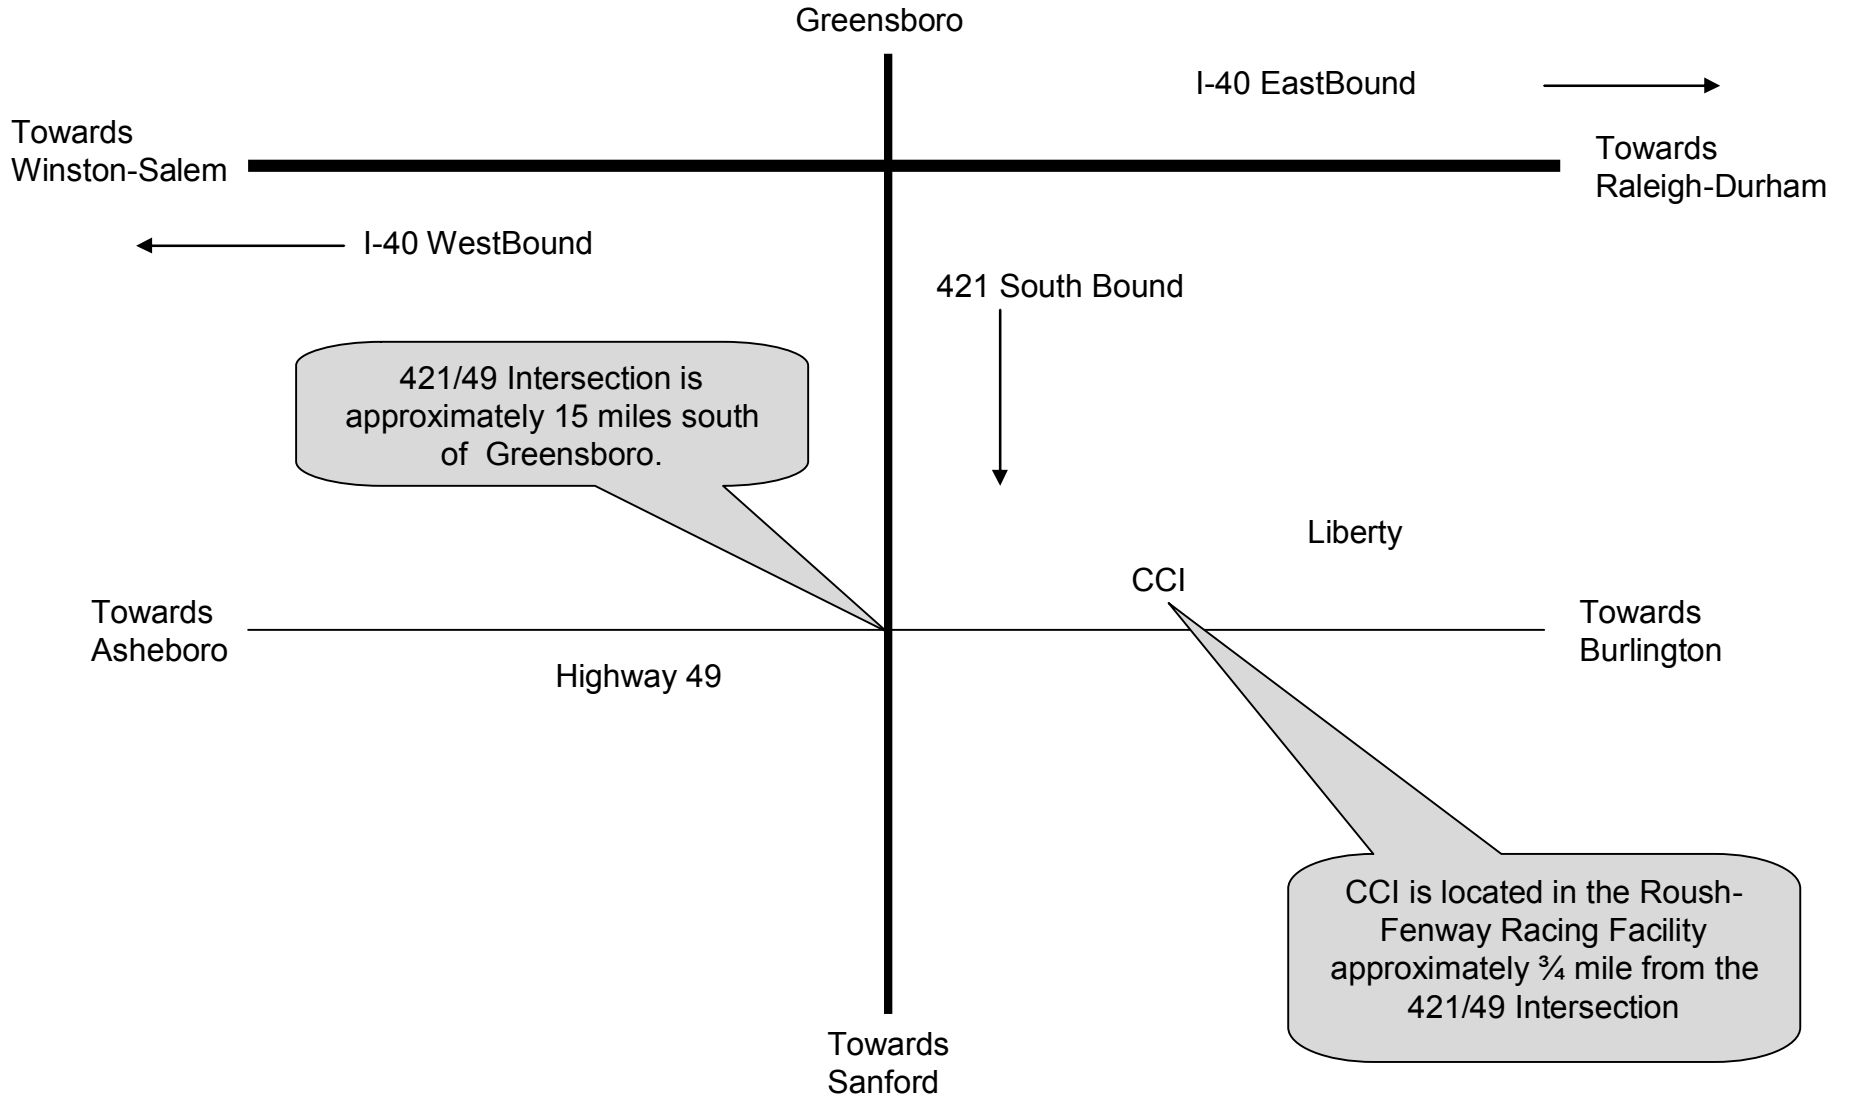 Greensboro
I-40 EastBound
Towards
Winston-Salem
Towards
Raleigh-Durham
I-40 WestBound
421 South Bound
421/49 Intersection is
approximately 15 miles south
of  Greensboro.
Liberty
CCI
Towards
Asheboro
Towards
Burlington
Highway 49
CCI is located in the Roush-
Fenway Racing Facility
approximately ¾ mile from the
421/49 Intersection
Towards
Sanford